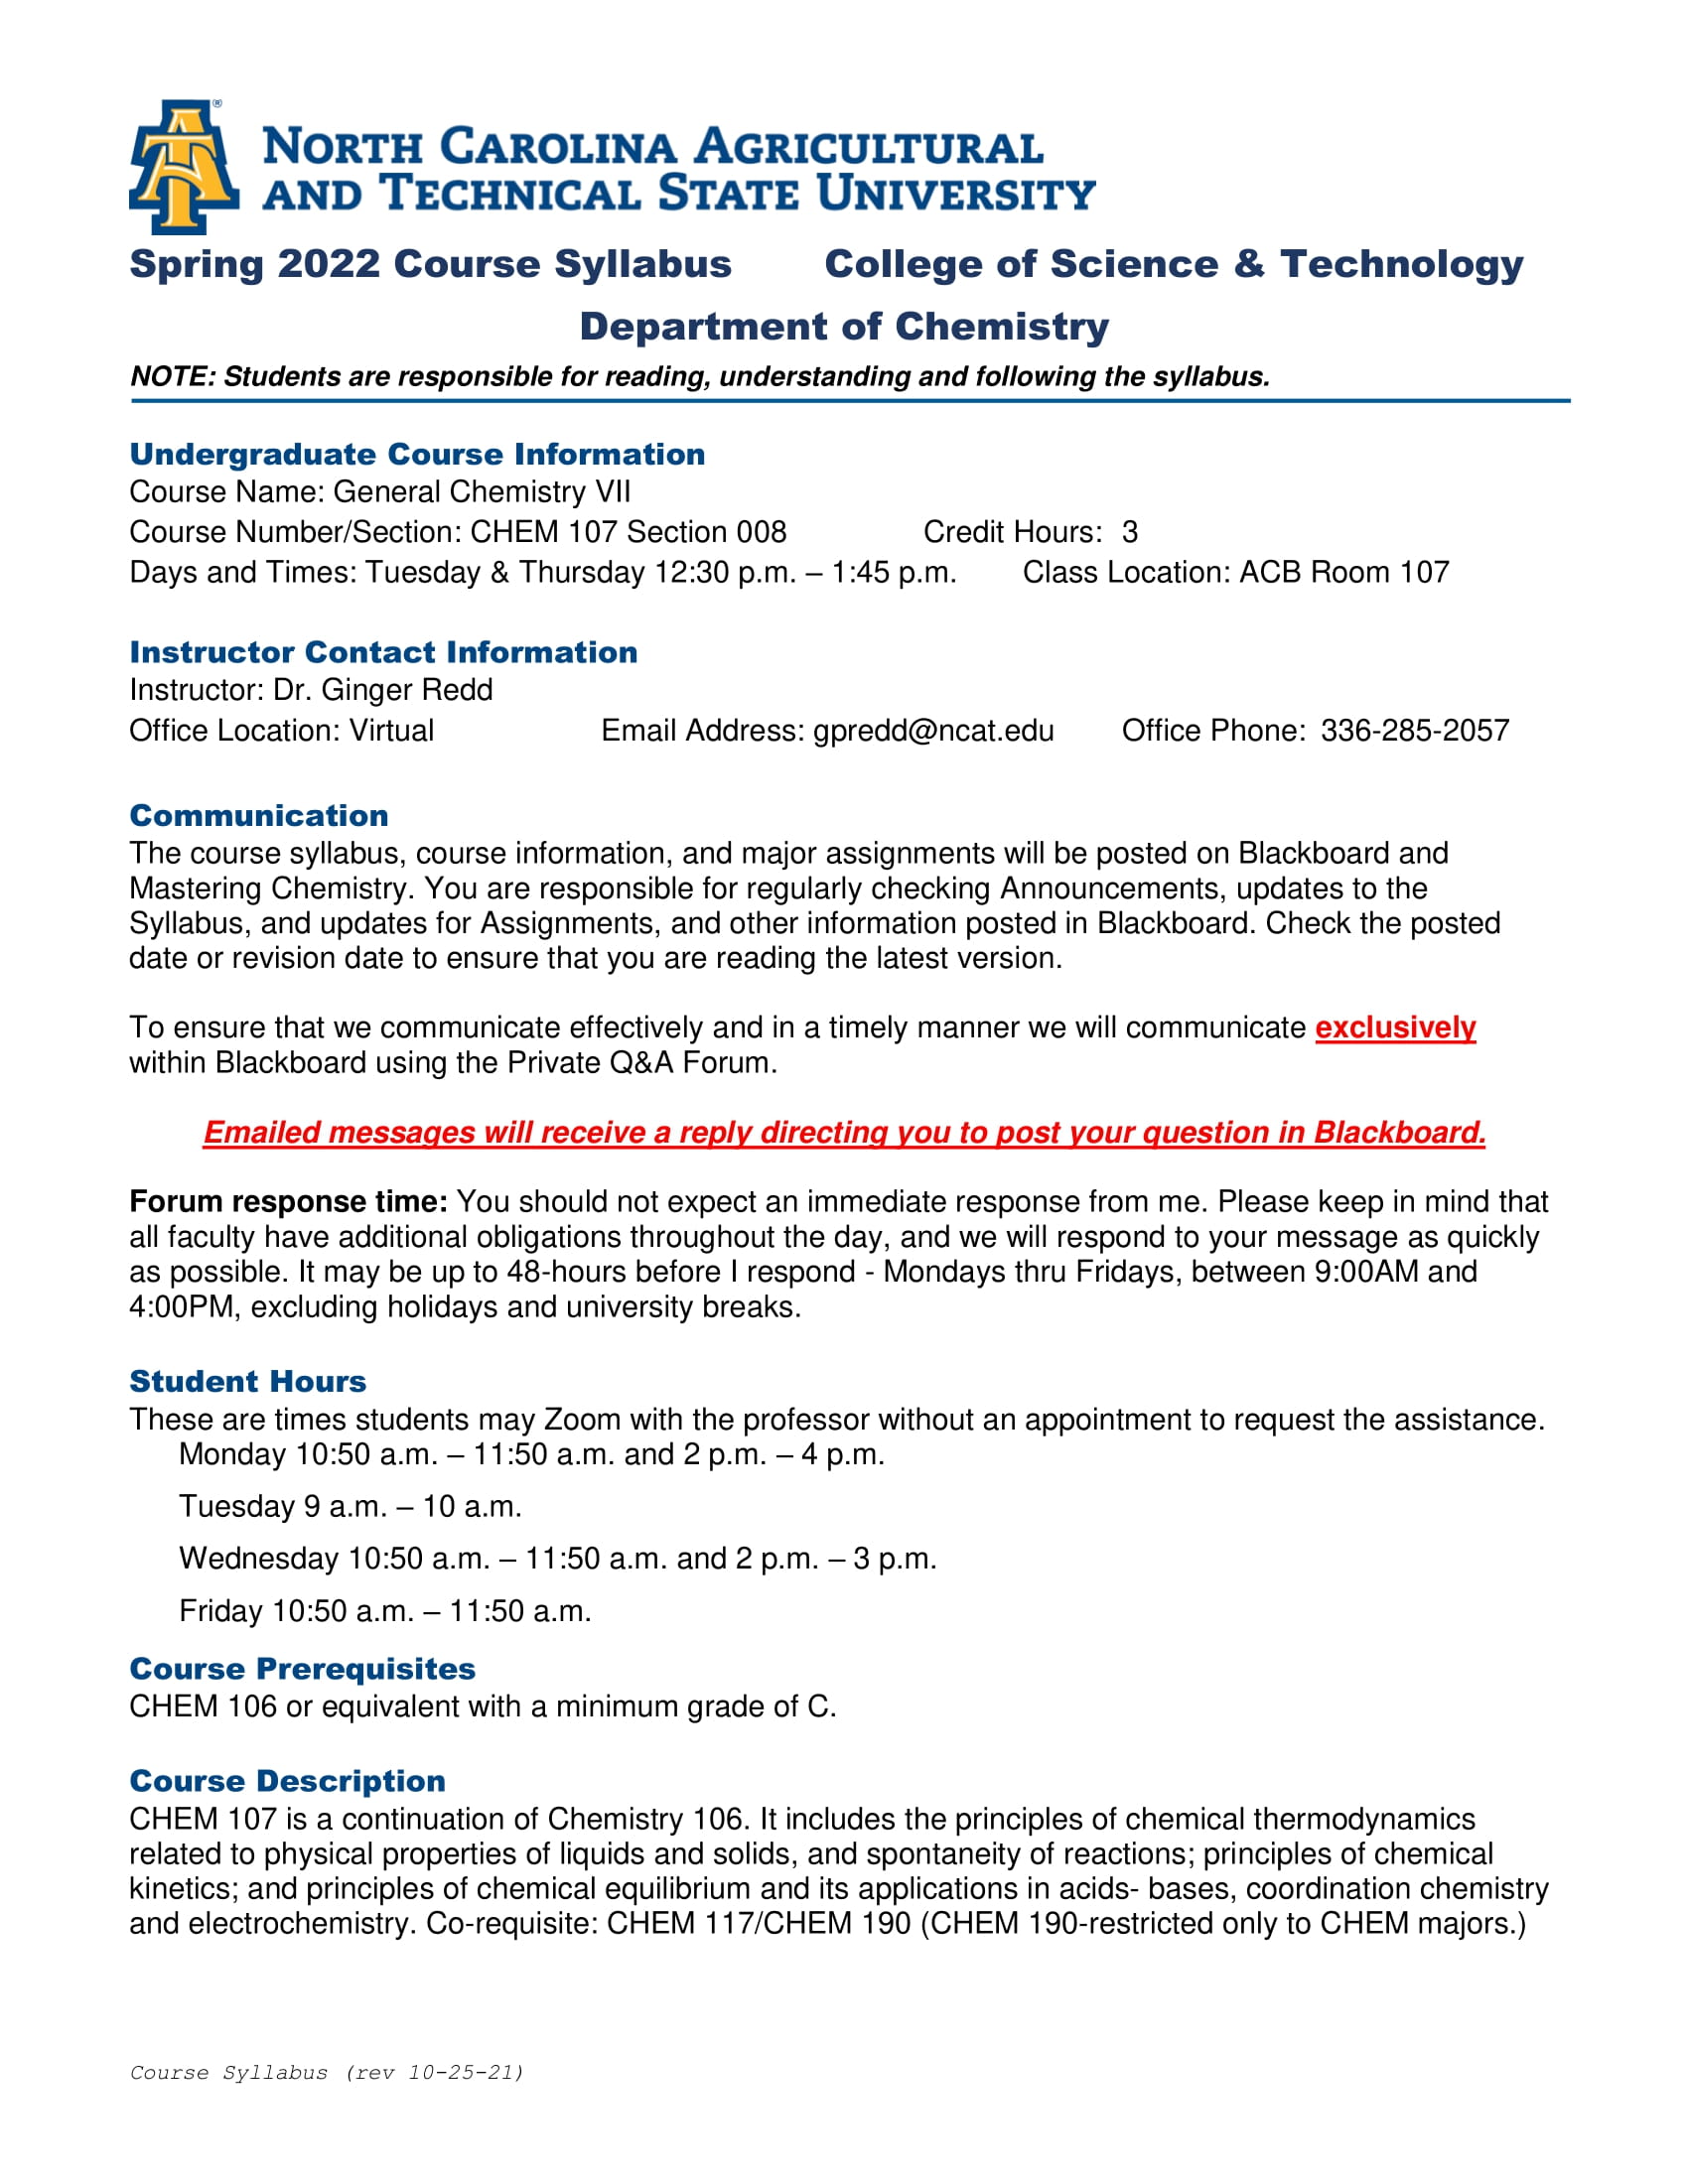 ®
NORTH CAROLINA AGRICULTURAL
AND TECHNICAL STATE UNIVERSITY
Spring 2022 Course Syllabus College of Science & Technology
Department of Chemistry
NOTE: Students are responsible for reading, understanding and following the syllabus.
Undergraduate Course Information
Course Name: General Chemistry VII
Course Number/Section: CHEM 107 Section 008 Credit Hours: 3
Days and Times: Tuesday & Thursday 12:30 p.m. – 1:45 p.m. Class Location: ACB Room 107
Instructor Contact Information
Instructor: Dr. Ginger Redd
Office Location: Virtual Email Address: gpredd@ncat.edu Office Phone: 336-285-2057
Communication
The course syllabus, course information, and major assignments will be posted on Blackboard and
Mastering Chemistry. You are responsible for regularly checking Announcements, updates to the
Syllabus, and updates for Assignments, and other information posted in Blackboard. Check the posted
date or revision date to ensure that you are reading the latest version.
To ensure that we communicate effectively and in a timely manner we will communicate exclusively
within Blackboard using the Private Q&A Forum.
Emailed messages will receive a reply directing you to post your question in Blackboard.
Forum response time: You should not expect an immediate response from me. Please keep in mind that
all faculty have additional obligations throughout the day, and we will respond to your message as quickly
as possible. It may be up to 48-hours before I respond - Mondays thru Fridays, between 9:00AM and
4:00PM, excluding holidays and university breaks.
Student Hours
These are times students may Zoom with the professor without an appointment to request the assistance.
Monday 10:50 a.m. – 11:50 a.m. and 2 p.m. – 4 p.m.
Tuesday 9 a.m. – 10 a.m.
Wednesday 10:50 a.m. – 11:50 a.m. and 2 p.m. – 3 p.m.
Friday 10:50 a.m. – 11:50 a.m.
Course Prerequisites
CHEM 106 or equivalent with a minimum grade of C.
Course Description
CHEM 107 is a continuation of Chemistry 106. It includes the principles of chemical thermodynamics
related to physical properties of liquids and solids, and spontaneity of reactions; principles of chemical
kinetics; and principles of chemical equilibrium and its applications in acids- bases, coordination chemistry
and electrochemistry. Co-requisite: CHEM 117/CHEM 190 (CHEM 190-restricted only to CHEM majors.)
Course Syllabus (rev 10-25-21)